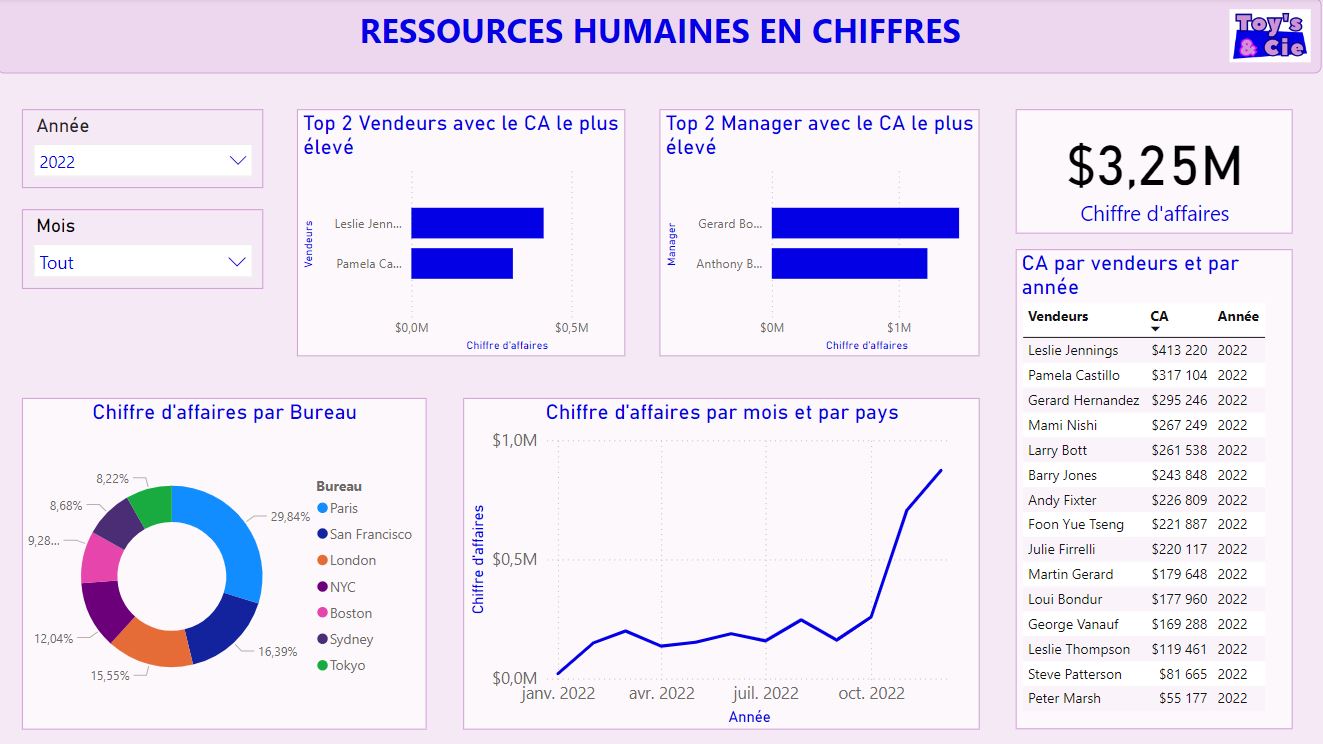 RESSOURCES HUMAINES EN CHIFFRES
Toy's
& Cie
Année
2022
Mois
Tout
Top 2 Vendeurs avec le CA le plus
élevé
Vendeurs
Leslie Jenn...
Pamela Ca...
$0,0M $0,5M
Chiffre d'affaires
Top 2 Manager avec le CA le plus
élevé
Manager
Gerard Bo...
Anthony B...
$0M $1M
Chiffre d'affaires
$3,25M
Chiffre d'affaires
CA par vendeurs et par
année
Vendeurs CA Année
Leslie Jennings $413 220 2022
Pamela Castillo $317 104 2022
Gerard Hernandez $295 246 2022
Mami Nishi $267 249 2022
Larry Bott $261 538 2022
Barry Jones $243 848 2022
Andy Fixter $226 809 2022
Foon Yue Tseng $221 887 2022
Julie Firrelli $220 117 2022
Martin Gerard $179 648 2022
Loui Bondur $177 960 2022
George Vanauf $169 288 2022
Leslie Thompson $119 461 2022
Steve Patterson $81 665 2022
Peter Marsh $55 177 2022
Chiffre d'affaires par Bureau
8,22%
8,68%
9,28...
12,04%
15,55%
16,39%
29,84%
Bureau
Paris
San Francisco
London
NYC
Boston
Sydney
Tokyo
Chiffre d'affaires par mois et par pays
Chiffre d'affaires
$1,0M
$0,5M
$0,0M
janv. 2022 avr. 2022 juil. 2022 oct. 2022
Année